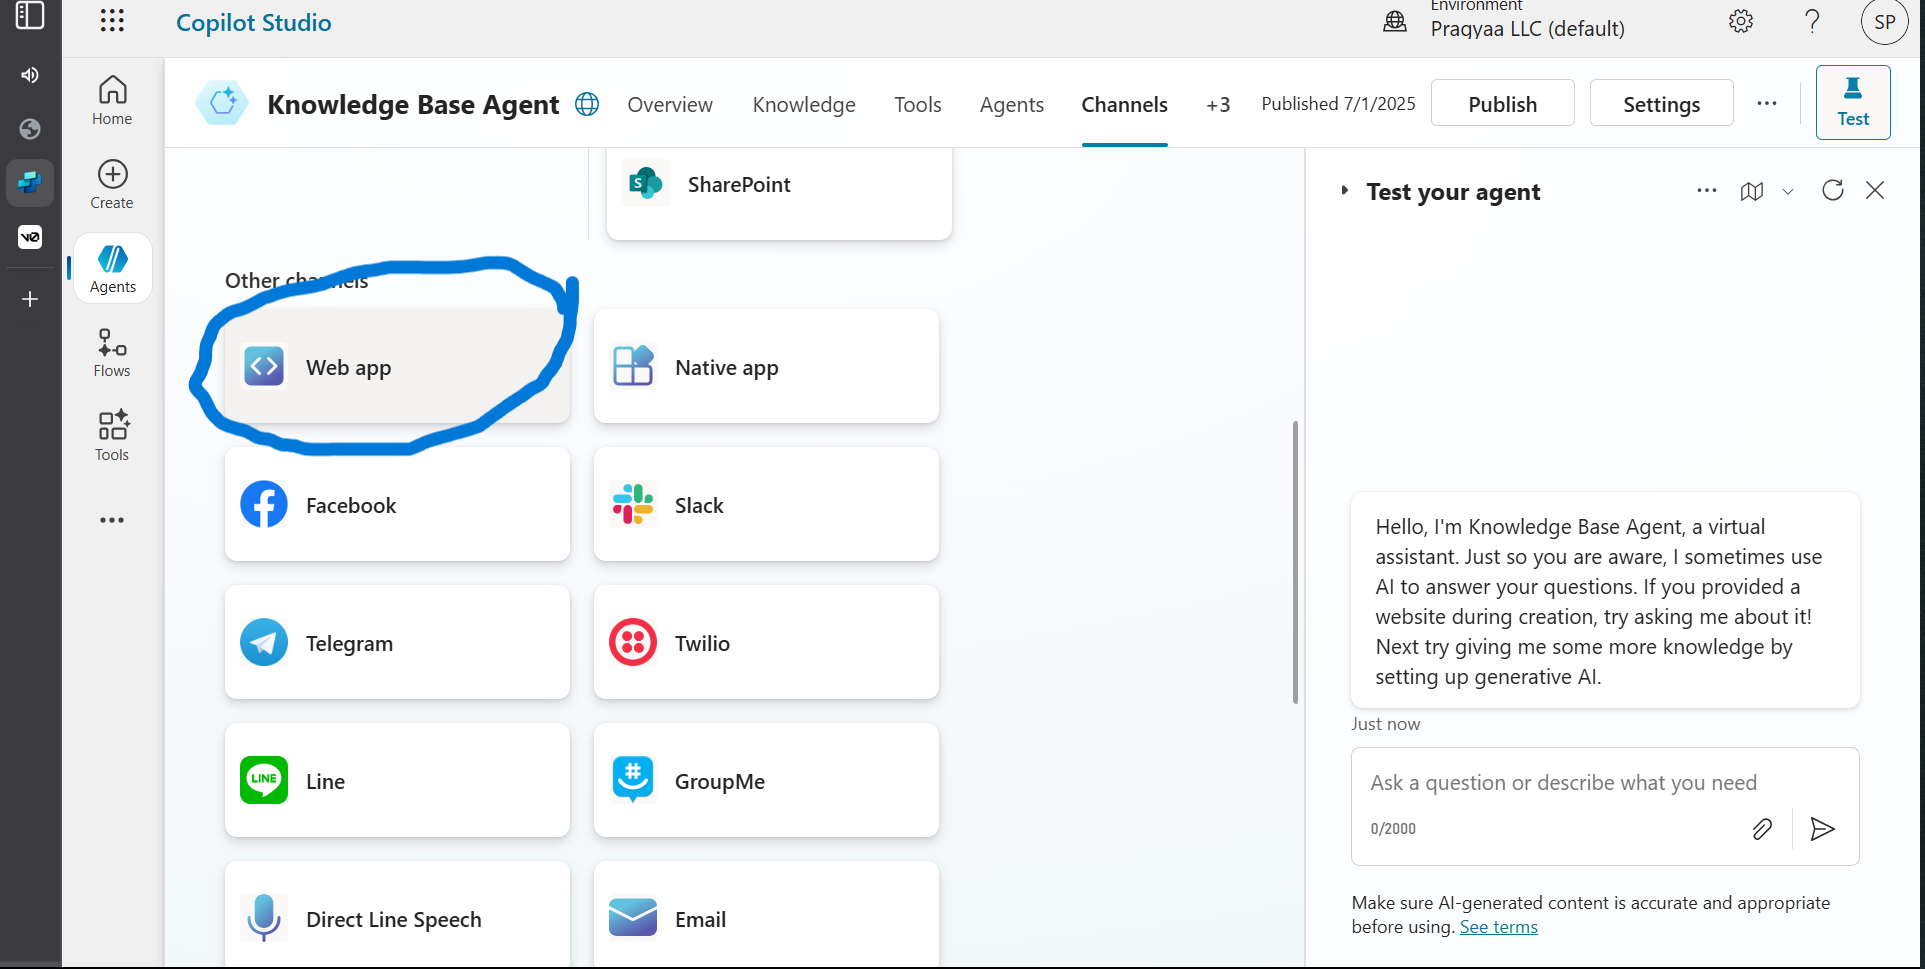 Copilot Studio
Environment
Praqyaa LLC (default)
SP
Home
Create
Agents
Flows
Tools
Knowledge Base Agent
Overview
Knowledge
Tools
Agents
Channels
+3
Published 7/1/2025
Publish
Settings
Test
SharePoint
Other channels
Web app
Native app
Facebook
Slack
Telegram
Twilio
LINE
Line
GroupMe
Direct Line Speech
Email
Test your agent
Hello, I'm Knowledge Base Agent, a virtual
assistant. Just so you are aware, I sometimes use
AI to answer your questions. If you provided a
website during creation, try asking me about it!
Next try giving me some more knowledge by
setting up generative AI.
Just now
Ask a question or describe what you need
0/2000
Make sure AI-generated content is accurate and appropriate
before using. See terms